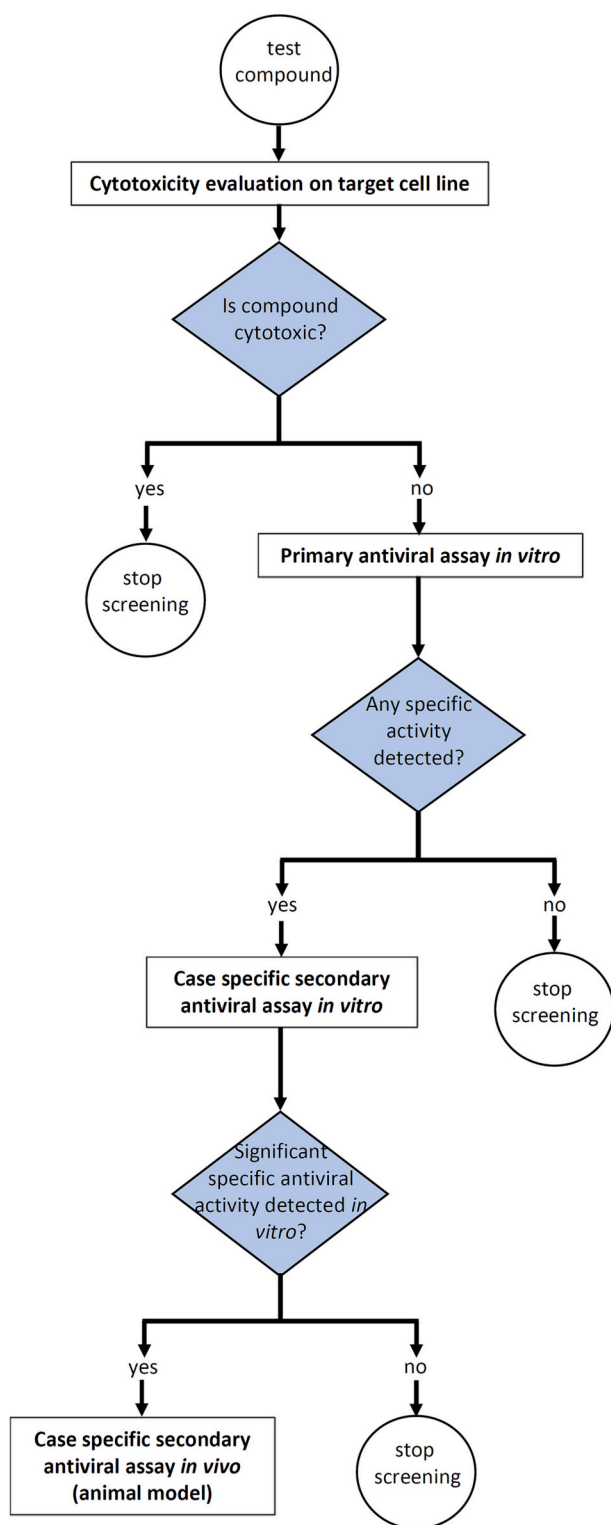 test
compound
Cytotoxicity evaluation on target cell line
Is compound
cytotoxic?
yes
no
stop
screening
Primary antiviral assay in vitro
Any specific
activity
detected?
yes
no
Case specific secondary
antiviral assay in vitro
stop
screening
Significant
specific antiviral
activity detected in
vitro?
yes
no
Case specific secondary
antiviral assay in vivo
(animal model)
stop
screening